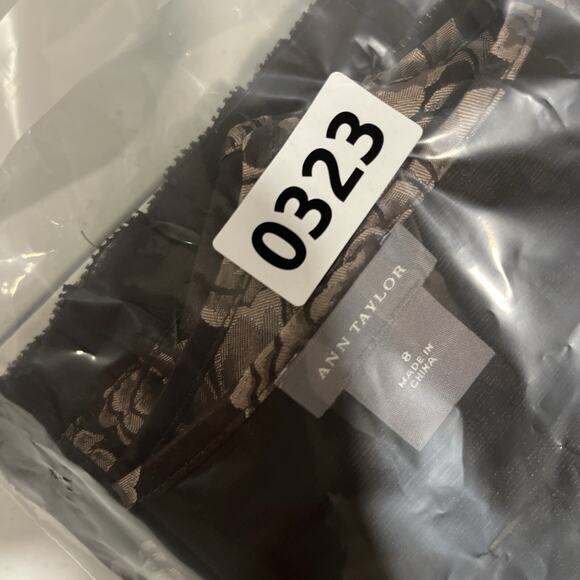 0323
ANN TAYLOR
8
MADE IN
CHINA